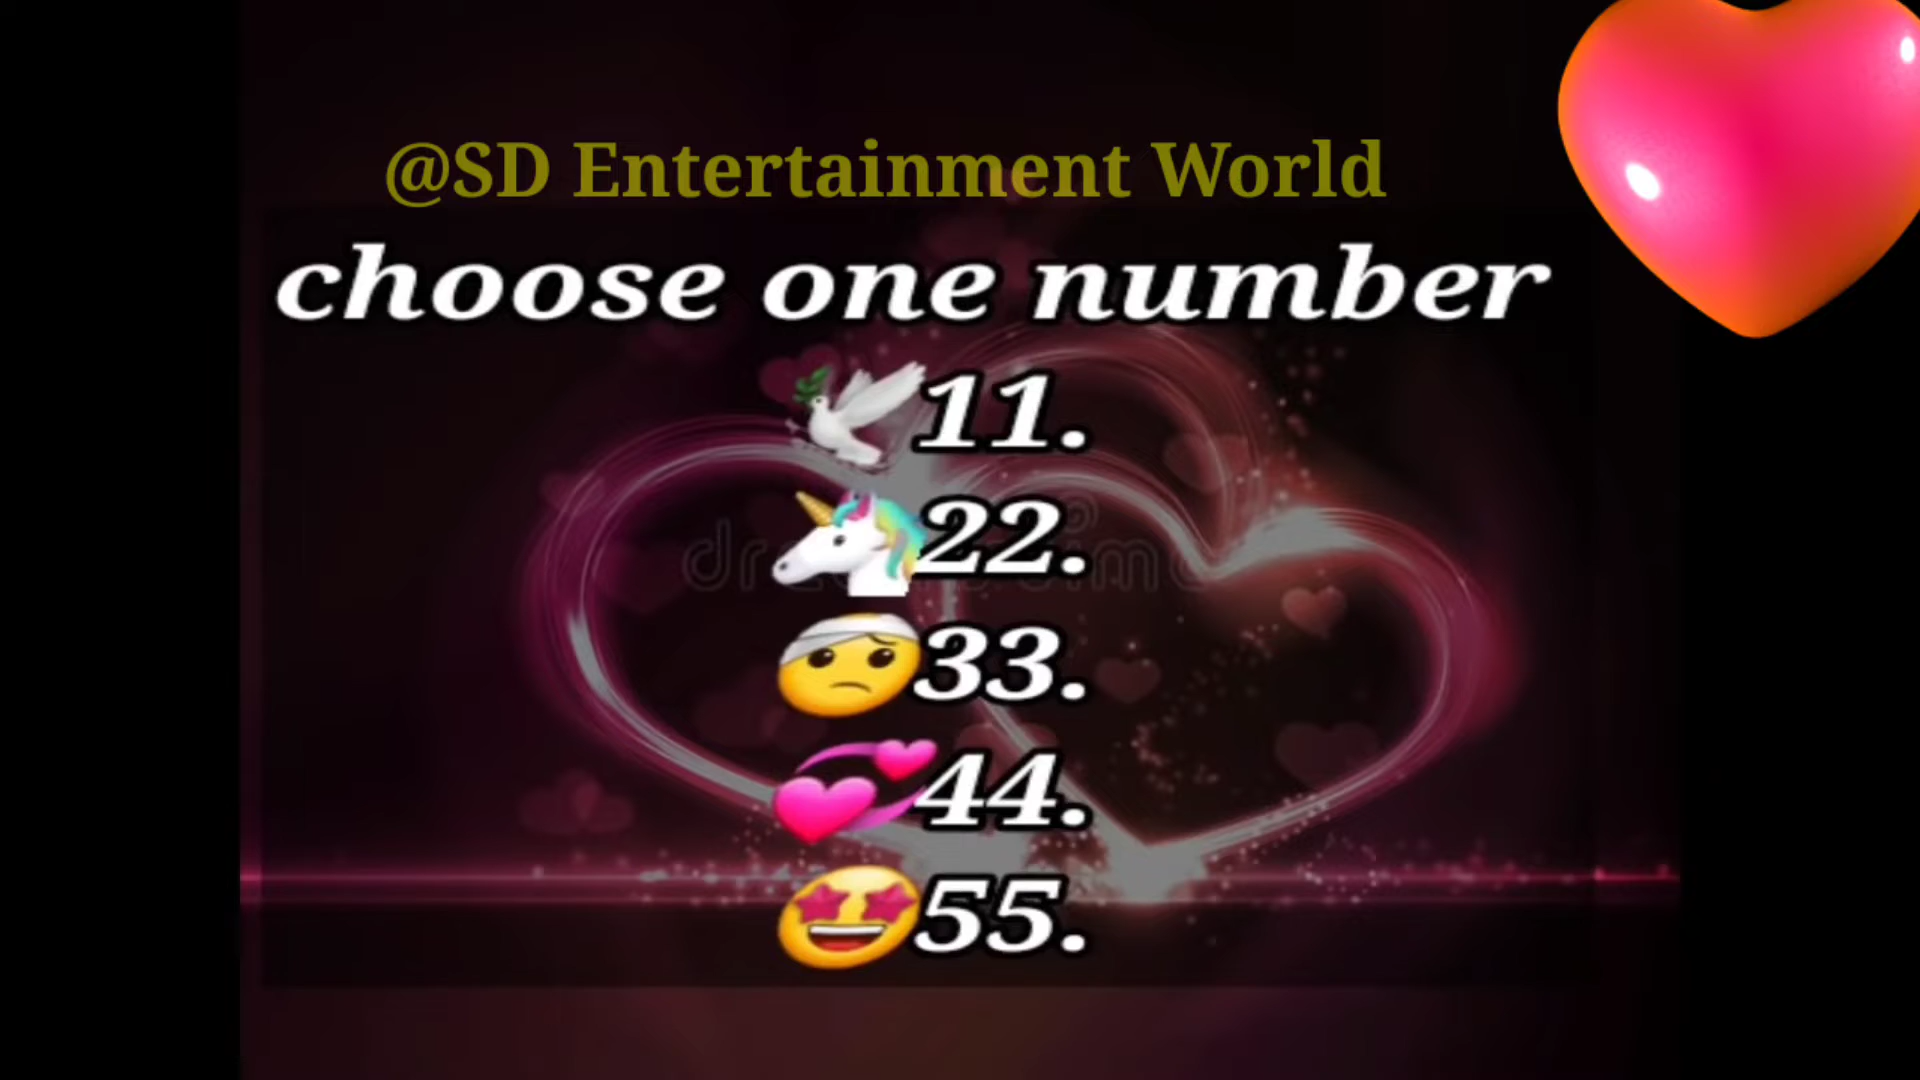 @SD Entertainment World
choose one number
🕊️11.
🦄22.
🤕33.
💞44.
🤩55.